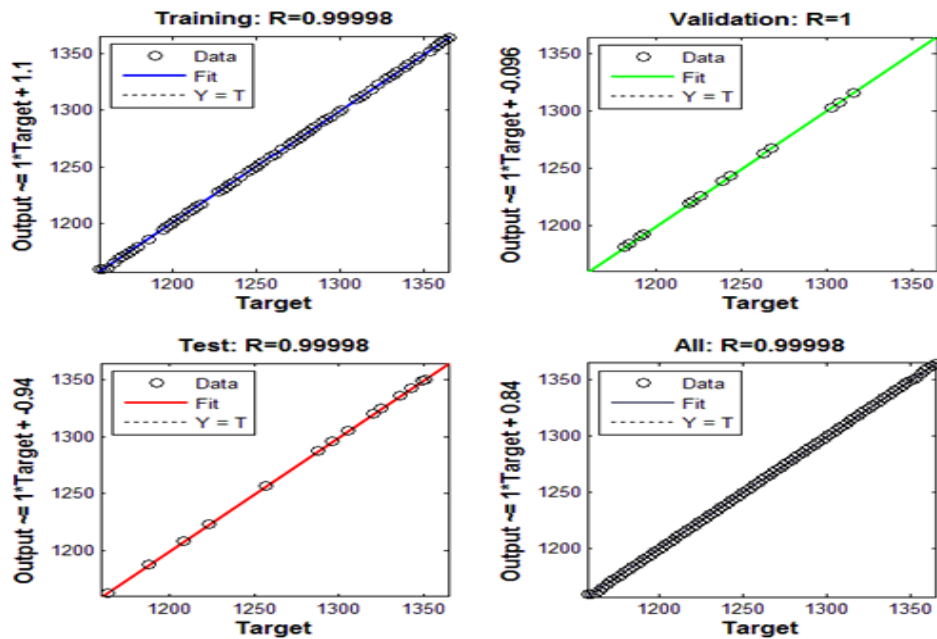 Training: R=0.99998
Output ~= 1*Target + 1.1
1350
1300
1250
1200
Data
Fit
Y = T
1200 1250 1300 1350
Target
Validation: R=1
Output ~= 1*Target + -0.096
1350
1300
1250
1200
Data
Fit
Y = T
1200 1250 1300 1350
Target
Test: R=0.99998
Output ~= 1*Target + -0.94
1350
1300
1250
1200
Data
Fit
Y = T
1200 1250 1300 1350
Target
All: R=0.99998
Output ~= 1*Target + 0.84
1350
1300
1250
1200
Data
Fit
Y = T
1200 1250 1300 1350
Target